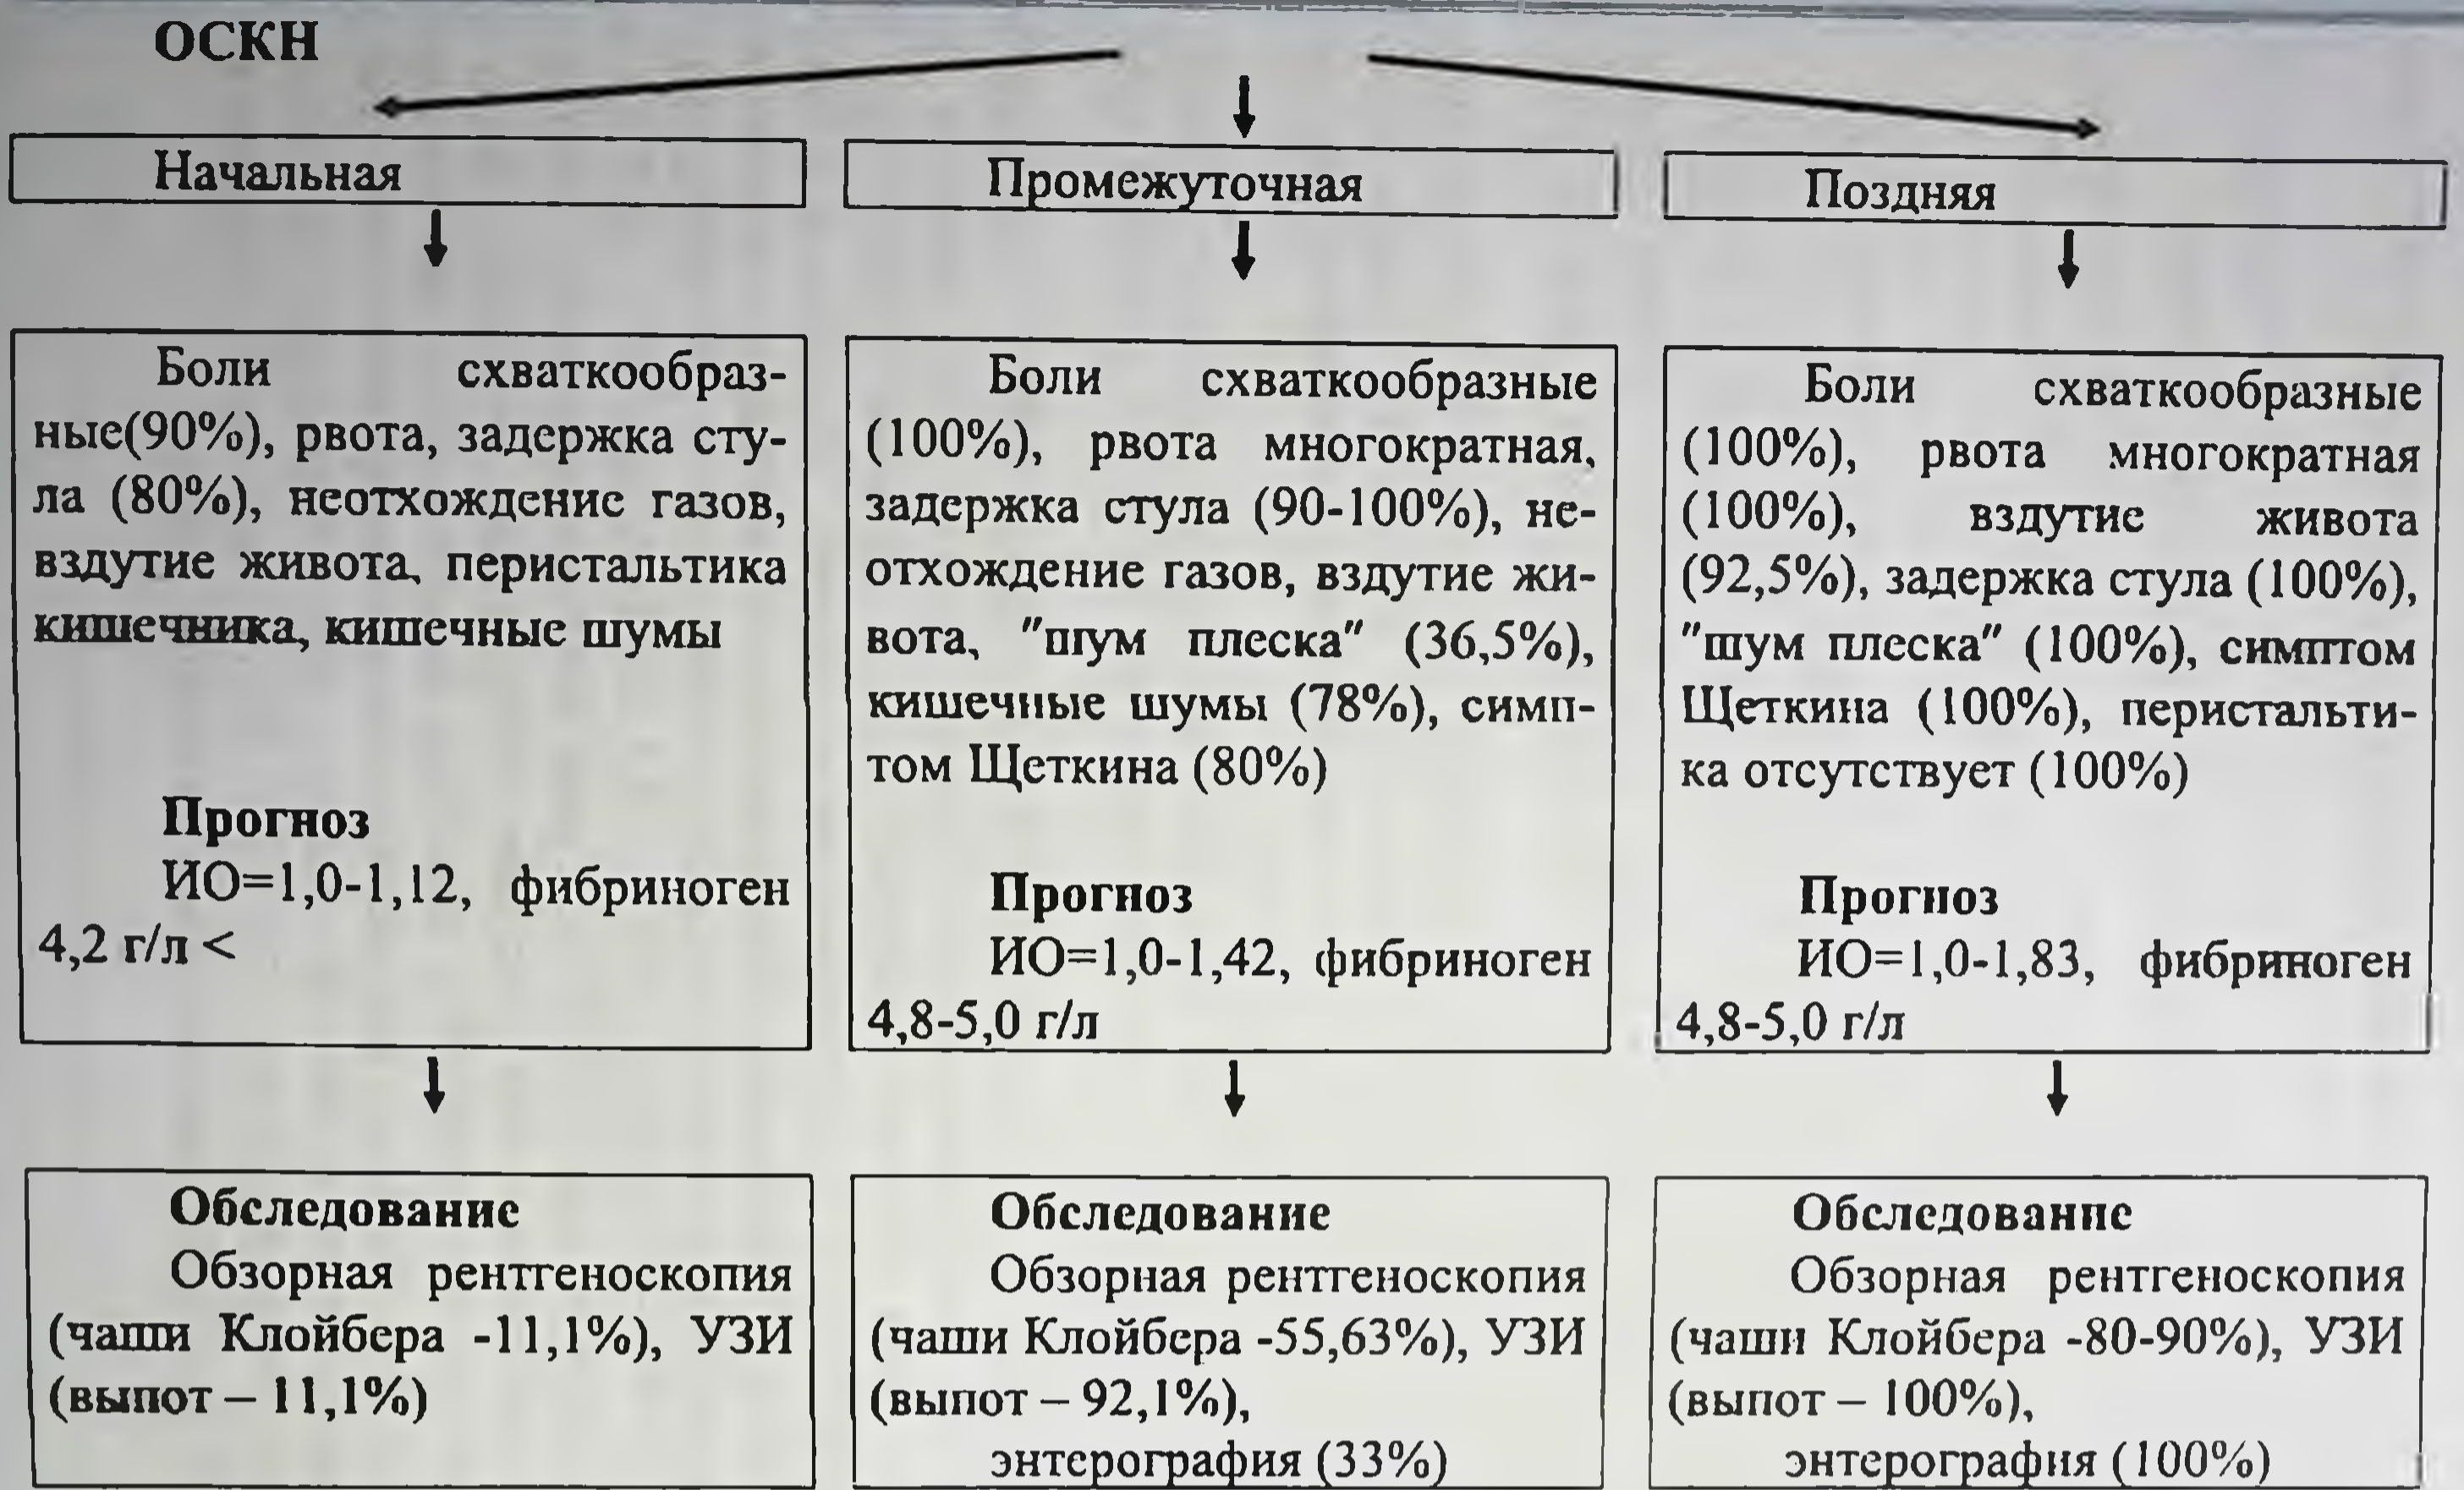 ОСКН
Начальная
Промежуточная
Поздняя
Боли схваткообраз-
ные(90%), рвота, задержка сту-
ла (80%), неотхождение газов,
вздутие живота, перистальтика
кишечника, кишечные шумы
Прогноз
ИО=1,0-1,12, фибриноген
4,2 г/л <
Боли схваткообразные
(100%), рвота многократная,
задержка стула (90-100%), не-
отхождение газов, вздутие жи-
вота, "шум плеска" (36,5%),
кишечные шумы (78%), симп-
том Щеткина (80%)
Прогноз
ИО=1,0-1,42, фибриноген
4,8-5,0 г/л
Боли схваткообразные
(100%), рвота многократная
(100%), вздутие живота
(92,5%), задержка стула (100%),
"шум плеска" (100%), симптом
Щеткина (100%), перистальти-
ка отсутствует (100%)
Прогноз
ИО=1,0-1,83, фибриноген
4,8-5,0 г/л
Обследование
Обзорная рентгеноскопия
(чаши Клойбера -11,1%), УЗИ
(выпот – 11,1%)
Обследование
Обзорная рентгеноскопия
(чаши Клойбера -55,63%), УЗИ
(выпот – 92,1%),
энтерография (33%)
Обследование
Обзорная рентгеноскопия
(чаши Клойбера -80-90%), УЗИ
(выпот – 100%),
энтерография (100%)